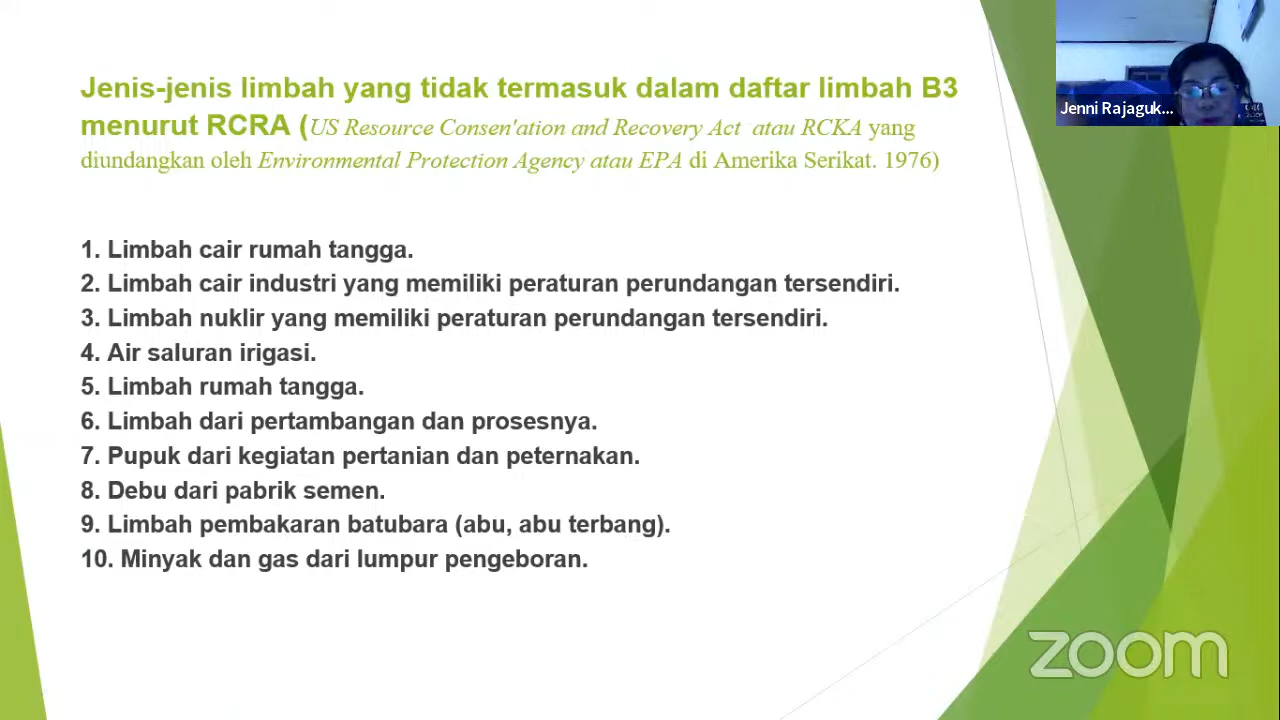 Jenis-jenis limbah yang tidak termasuk dalam daftar limbah B3
menurut RCRA (US Resource Consen'ation and Recovery Act atau RCKA yang
diundangkan oleh Environmental Protection Agency atau EPA di Amerika Serikat. 1976)
1. Limbah cair rumah tangga.
2. Limbah cair industri yang memiliki peraturan perundangan tersendiri.
3. Limbah nuklir yang memiliki peraturan perundangan tersendiri.
4. Air saluran irigasi.
5. Limbah rumah tangga.
6. Limbah dari pertambangan dan prosesnya.
7. Pupuk dari kegiatan pertanian dan peternakan.
8. Debu dari pabrik semen.
9. Limbah pembakaran batubara (abu, abu terbang).
10. Minyak dan gas dari lumpur pengeboran.
Jenni Rajaguk...
zoom